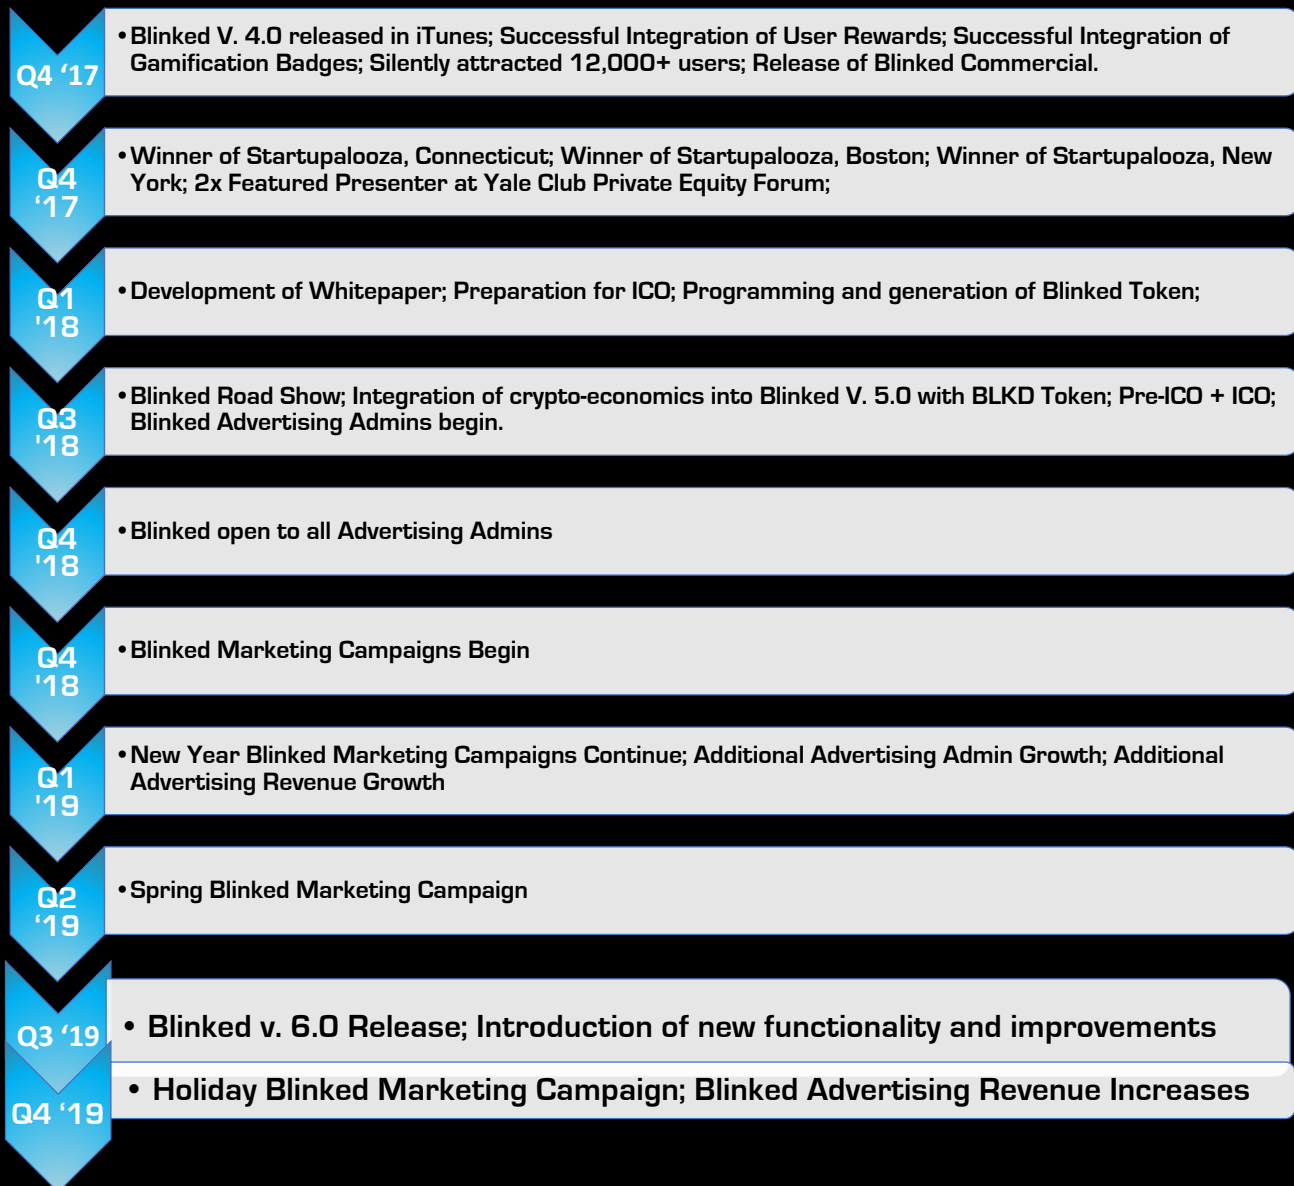 Q4 ‘17
•Blinked V. 4.0 released in iTunes; Successful Integration of User Rewards; Successful Integration of
Gamification Badges; Silently attracted 12,000+ users; Release of Blinked Commercial.
Q4
‘17
•Winner of Startupalooza, Connecticut; Winner of Startupalooza, Boston; Winner of Startupalooza, New
York; 2x Featured Presenter at Yale Club Private Equity Forum;
Q1
'18
•Development of Whitepaper; Preparation for ICO; Programming and generation of Blinked Token;
Q3
'18
•Blinked Road Show; Integration of crypto-economics into Blinked V. 5.0 with BLKD Token; Pre-ICO + ICO;
Blinked Advertising Admins begin.
Q4
'18
•Blinked open to all Advertising Admins
Q4
'18
•Blinked Marketing Campaigns Begin
Q1
'19
•New Year Blinked Marketing Campaigns Continue; Additional Advertising Admin Growth; Additional
Advertising Revenue Growth
Q2
‘19
•Spring Blinked Marketing Campaign
Q3 ‘19
• Blinked v. 6.0 Release; Introduction of new functionality and improvements
Q4 ‘19
• Holiday Blinked Marketing Campaign; Blinked Advertising Revenue Increases